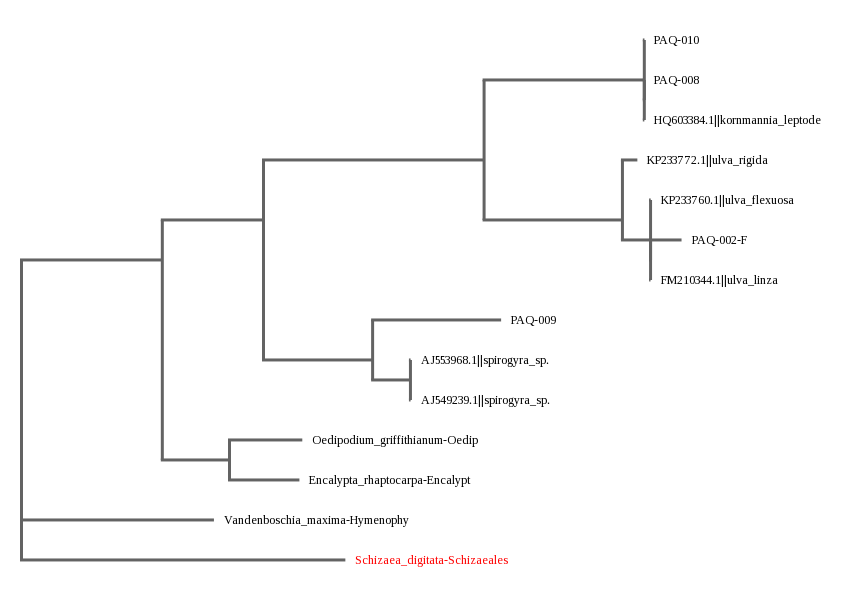 PAQ-010
PAQ-008
HQ603384.1||kornmannia_leptode
KP233772.1||ulva_rigida
KP233760.1||ulva_flexuosa
PAQ-002-F
FM210344.1||ulva_linza
PAQ-009
AJ553968.1||spirogyra_sp.
AJ549239.1||spirogyra_sp.
Oedipodium_griffithianum-Oedip
Encalypta_rhaptocarpa-Encalypt
Vandenboschia_maxima-Hymenophy
Schizaea_digitata-Schizaeales